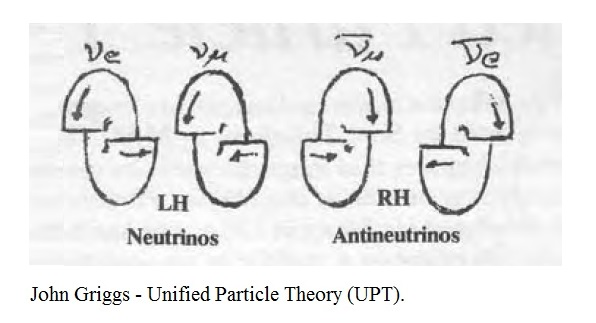 νe νμ ν̅μ ν̅e
LH RH
Neutrinos Antineutrinos
John Griggs - Unified Particle Theory (UPT).